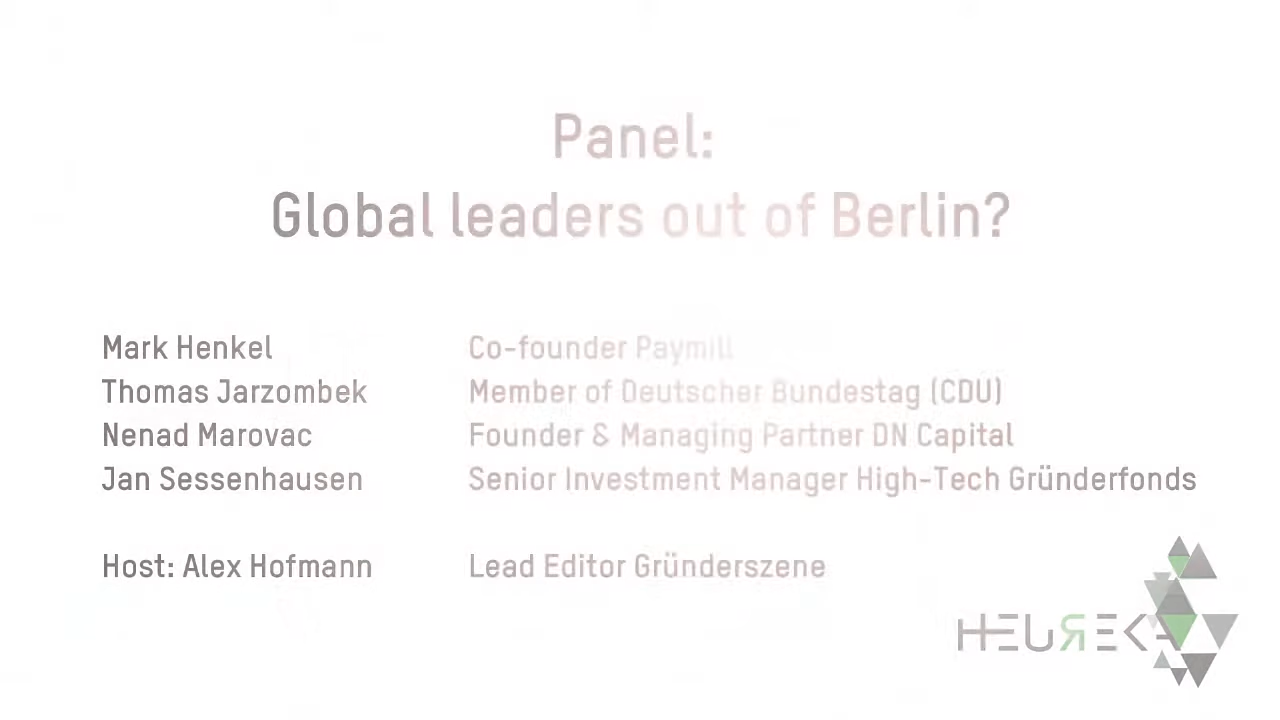 Panel:
Global leaders out of Berlin?
Mark Henkel Co-founder Paymill
Thomas Jarzombek Member of Deutscher Bundestag (CDU)
Nenad Marovac Founder & Managing Partner DN Capital
Jan Sessenhausen Senior Investment Manager High-Tech Gründerfonds
Host: Alex Hofmann Lead Editor Gründerszene
HEUREKA